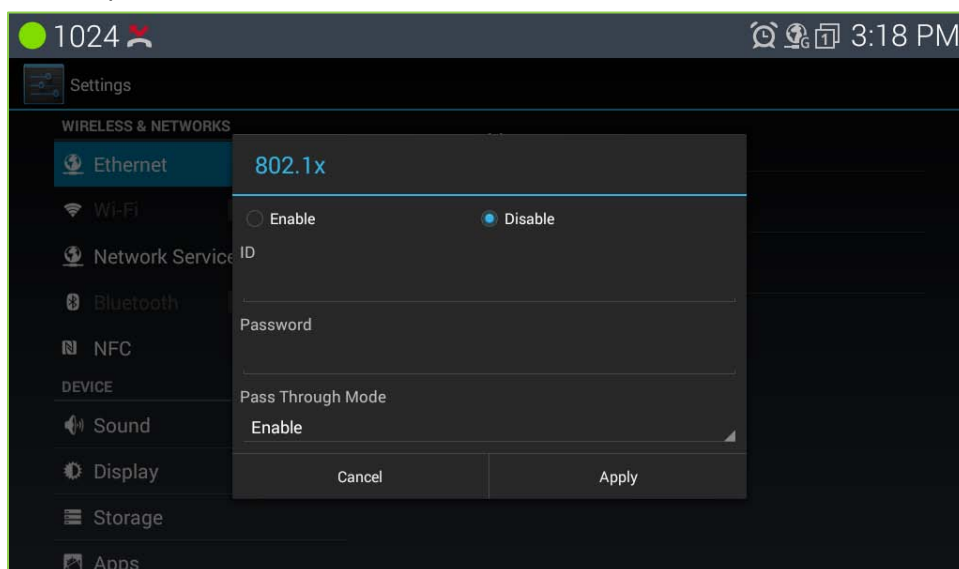 1024 3:18 PM
Settings
WIRELESS & NETWORKS
Ethernet
Wi-Fi
Network Service
Bluetooth
NFC
DEVICE
Sound
Display
Storage
Apps
802.1x
Enable Disable
ID
Password
Pass Through Mode
Enable
Cancel Apply